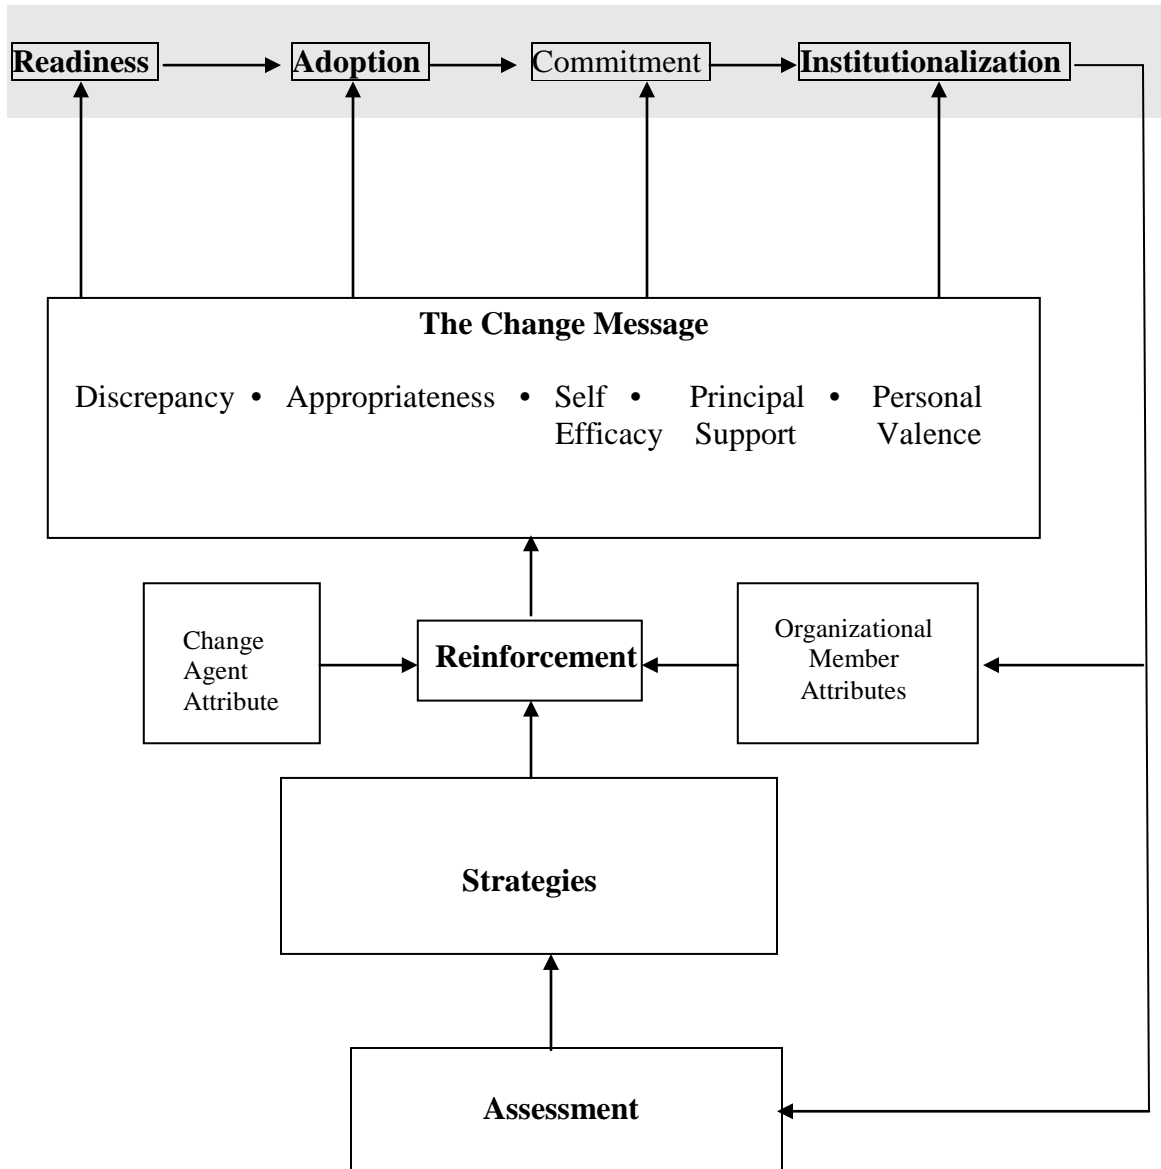 Readiness Adoption Commitment Institutionalization
The Change Message
Discrepancy • Appropriateness • Self • Principal • Personal
Efficacy Support Valence
Change
Agent
Attribute
Reinforcement
Organizational
Member
Attributes
Strategies
Assessment